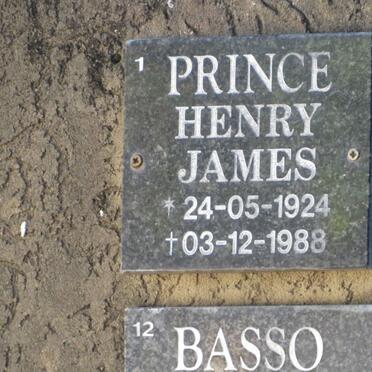 1
PRINCE
HENRY
JAMES
* 24-05-1924
† 03-12-1988
12
BASSO